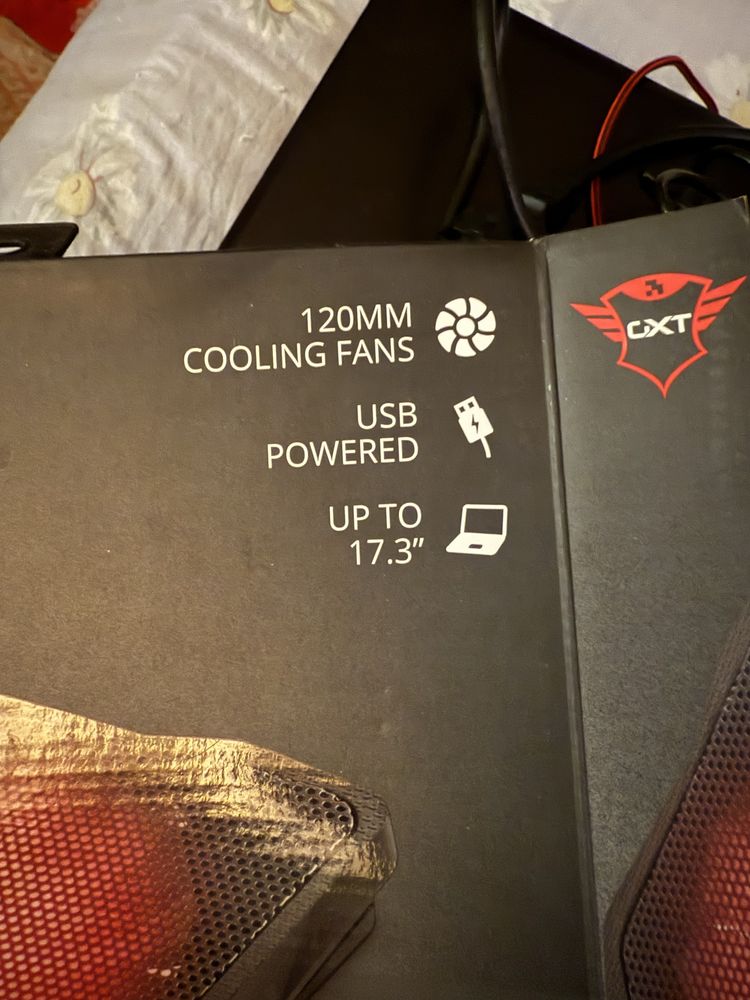 120MM
COOLING FANS
USB
POWERED
UP TO
17.3”
GXT